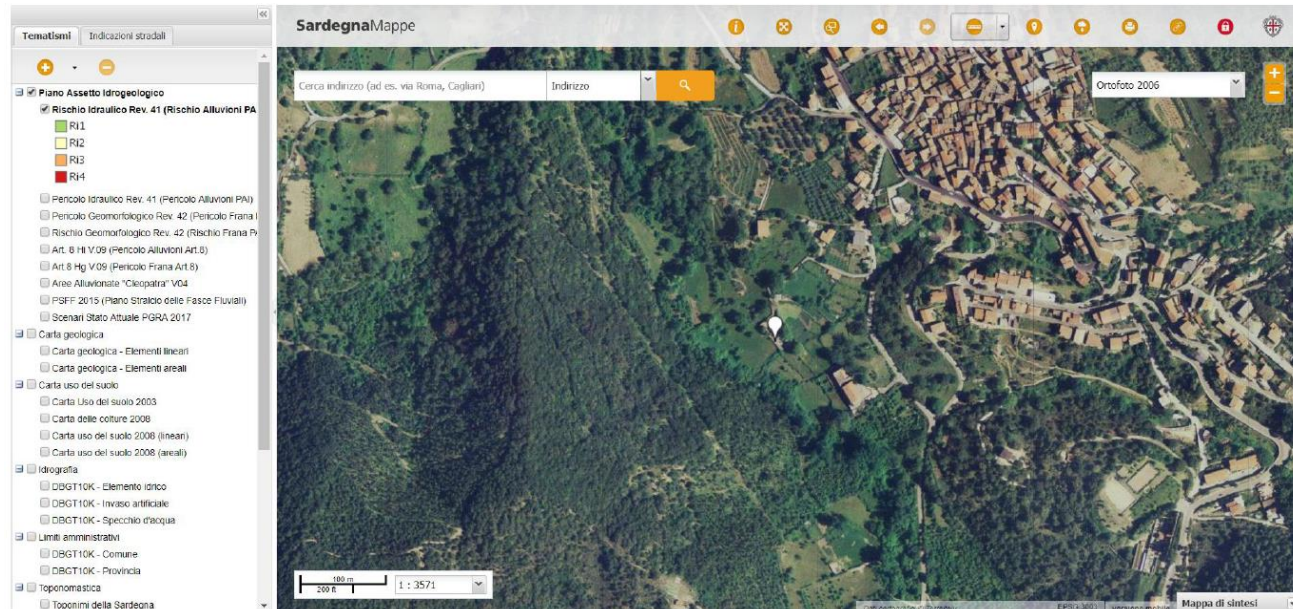 SardegnaMappe
Tematismi
Indicazioni stradali
Cerca indirizzo (ad es. via Roma, Cagliari)
Indirizzo
Ortofoto 2006
Piano Assetto Idrogeologico
Rischio Idraulico Rev. 41 (Rischio Alluvioni PA
Ri1
Ri2
Ri3
Ri4
Pericolo Idraulico Rev. 41 (Pericolo Alluvioni PAI)
Pericolo Geomorfologico Rev. 42 (Pericolo Frana
Rischio Geomorfologico Rev. 42 (Rischio Frana
Art. 8 Hi V.09 (Pericolo Alluvioni Art.8)
Art.8 Hg V.09 (Pericolo Frana Art.8)
Aree Alluvionate "Cleopatra" V04
PSFF 2015 (Piano Stralcio delle Fasce Fluviali)
Scenari Stato Attuale PGRA 2017
Carta geologica
Carta geologica - Elementi lineari
Carta geologica - Elementi areali
Carta uso del suolo
Carta Uso del suolo 2003
Carta delle colture 2008
Carta uso del suolo 2008 (lineari)
Carta uso del suolo 2008 (areali)
Idrografia
DBGT10K - Elemento idrico
DBGT10K - Invaso artificiale
DBGT10K - Specchio d'acqua
Limiti amministrativi
DBGT10K - Comune
DBGT10K - Provincia
Toponomastica
Toponimi della Sardegna
100 m
200 ft
1 : 3571
Mappa di sintesi